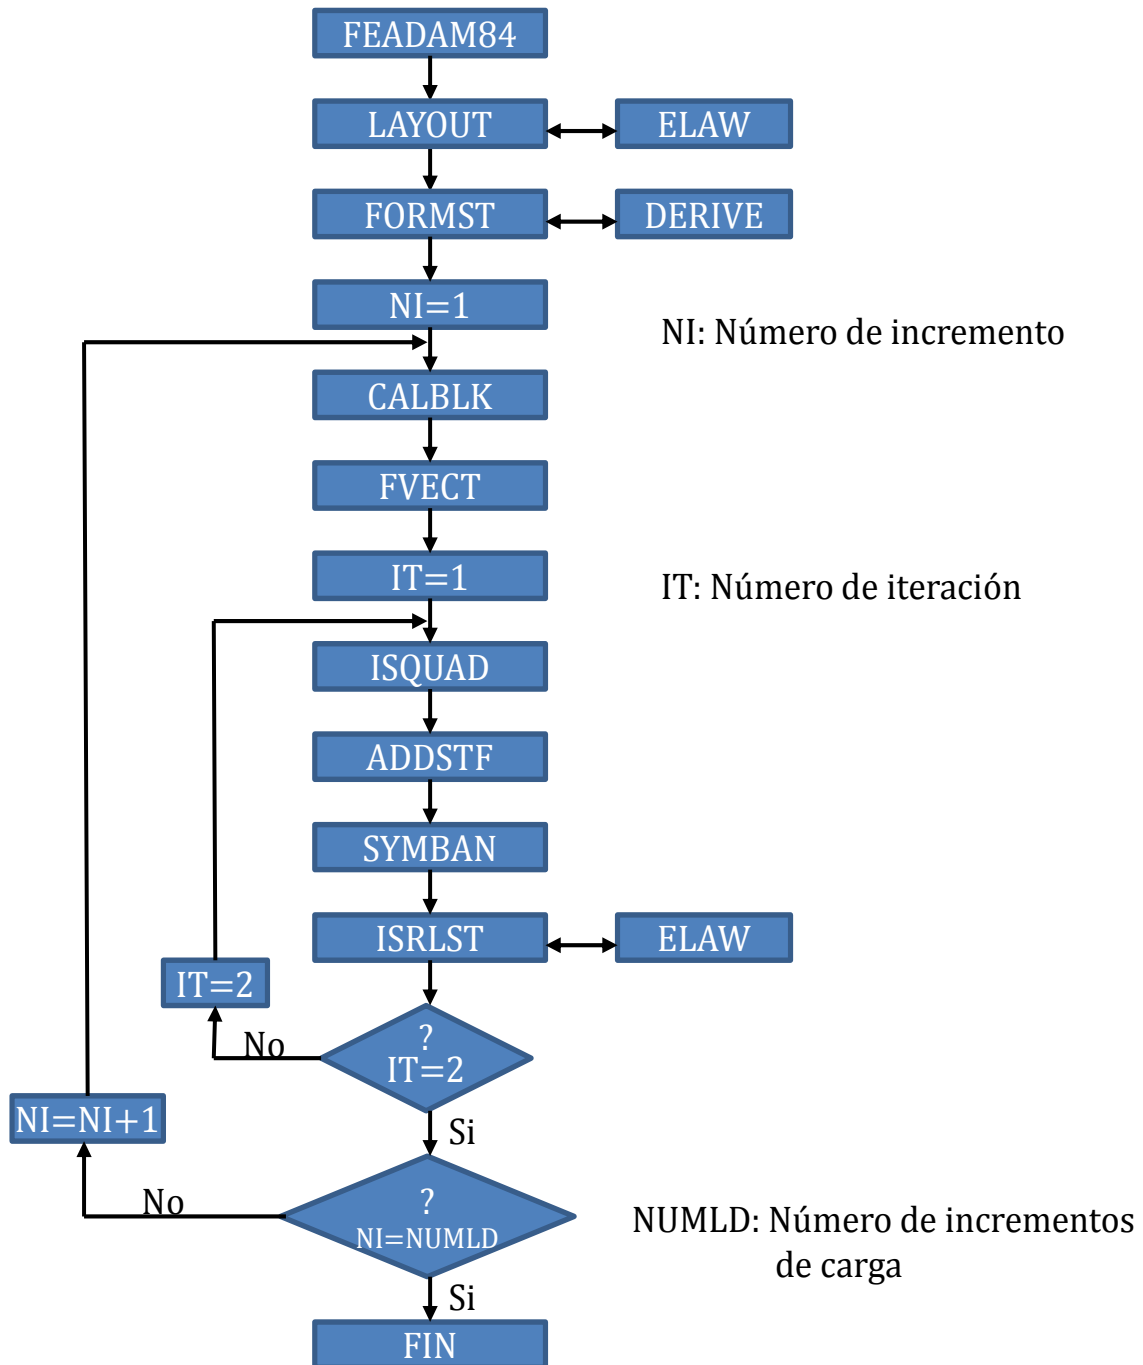 FEADAM84
LAYOUT
ELAW
FORMST
DERIVE
NI=1
NI: Número de incremento
CALBLK
FVECT
IT=1
IT: Número de iteración
ISQUAD
ADDSTF
SYMBAN
ISRLST
ELAW
IT=2
No
?
IT=2
NI=NI+1
Si
No
?
NI=NUMLD
NUMLD: Número de incrementos
de carga
Si
FIN